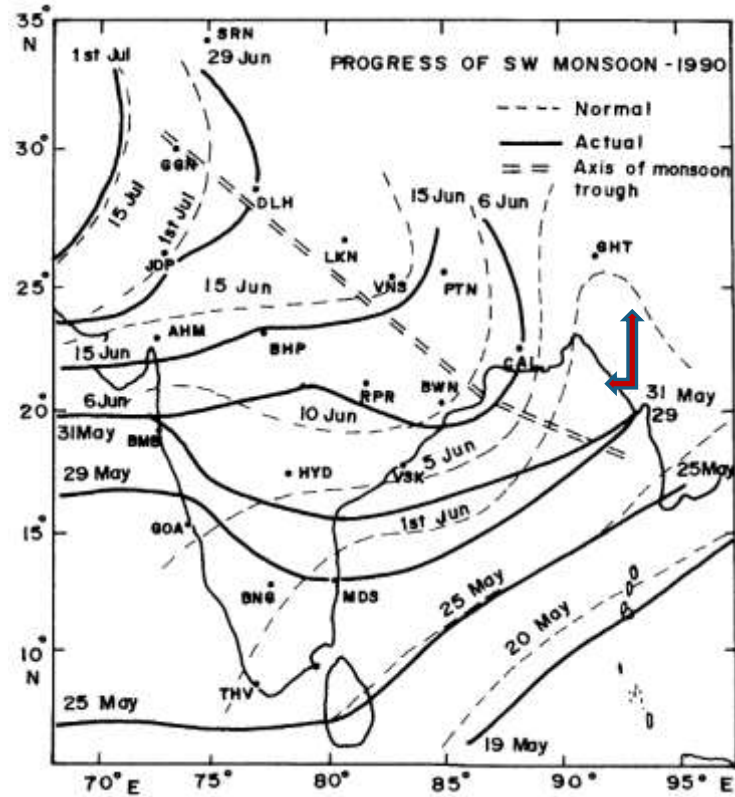 35° N
SRN
1st Jul
29 Jun
PROGRESS OF SW MONSOON - 1990
Normal
Actual
Axis of monsoon
trough
30°
GGN
15 Jul
1st Jul
DLH
15 Jun
6 Jun
JDP
LKN
GHT
25°
15 Jun
VNS
PTN
AHM
BHP
15 Jun
CAL
6 Jun
RPR
BWN
31 May
20°
10 Jun
29
31 May
BMB
5 Jun
25 May
29 May
HYD
VSK
1st Jun
15°
GOA
BNG
MDS
25 May
20 May
10°
N
THV
25 May
19 May
70° E
75°
80°
85°
90°
95° E